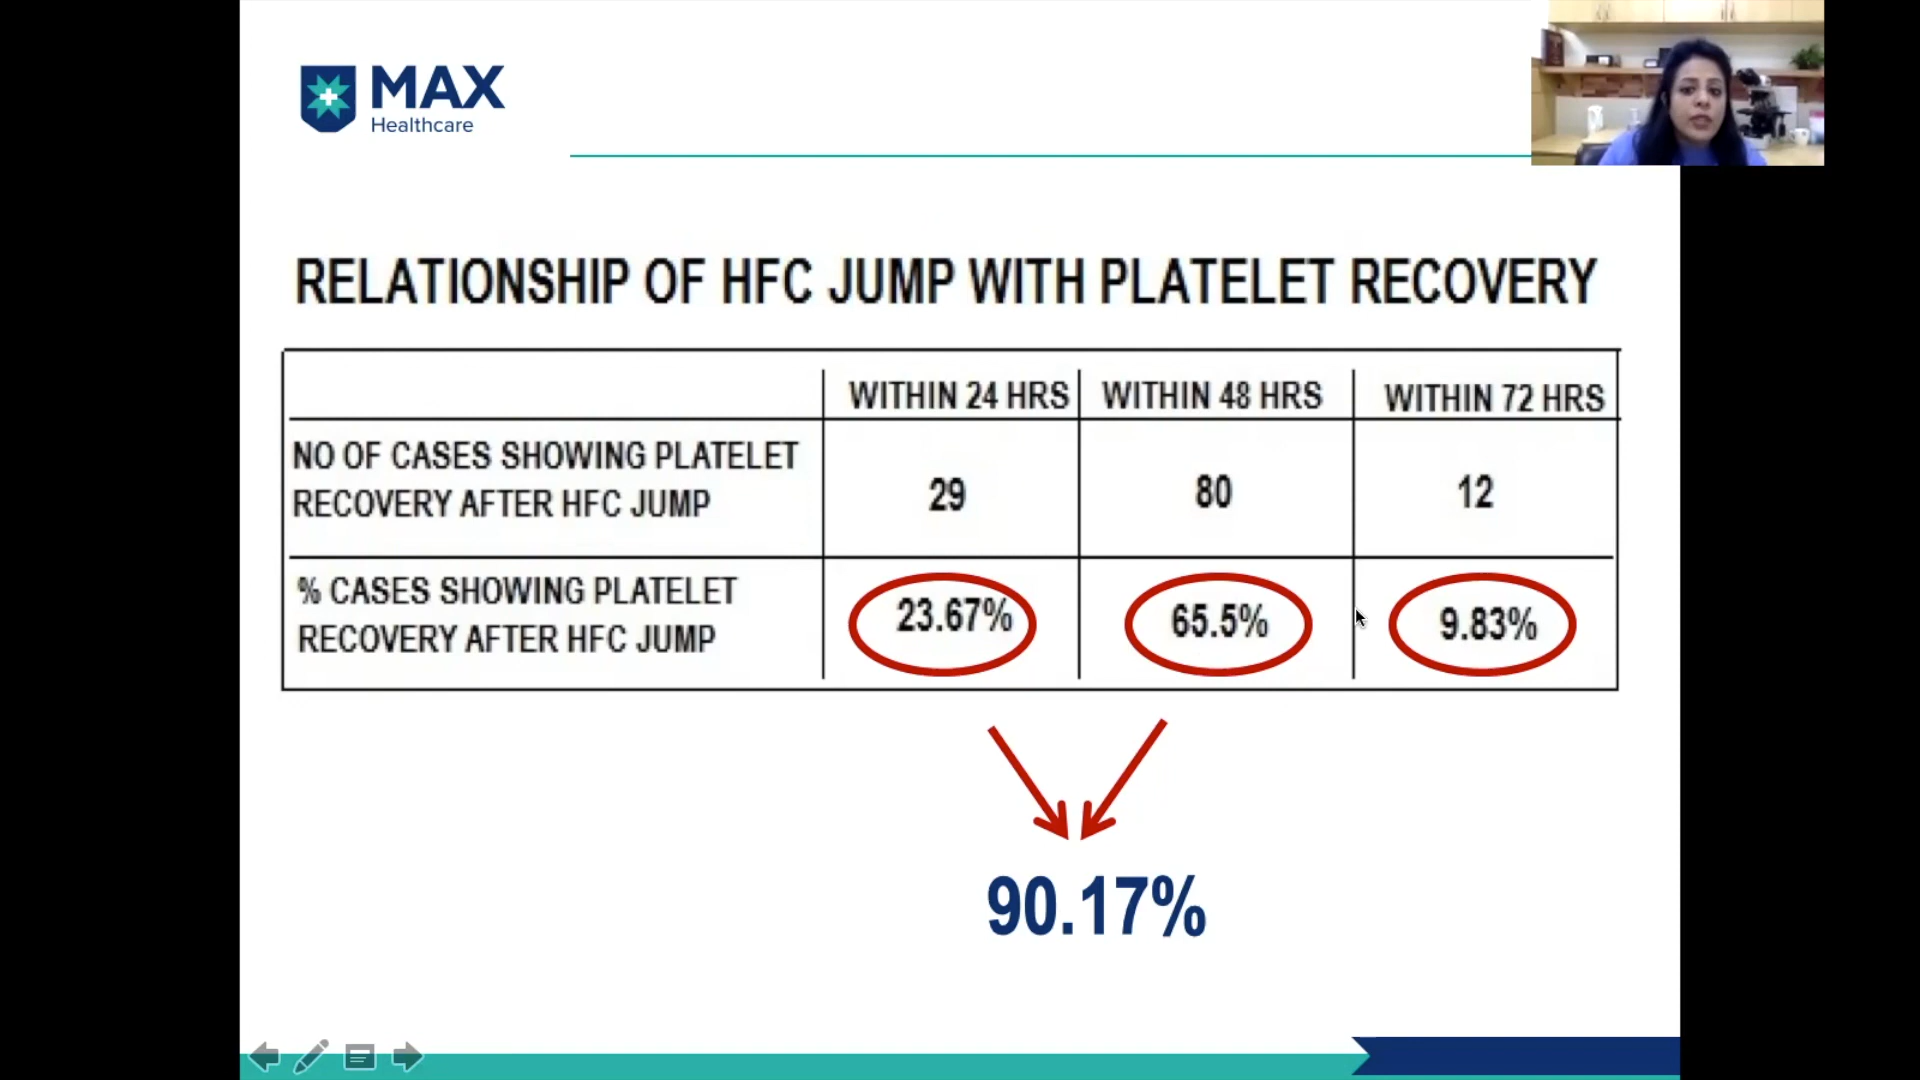 MAX
Healthcare
RELATIONSHIP OF HFC JUMP WITH PLATELET RECOVERY
WITHIN 24 HRS WITHIN 48 HRS WITHIN 72 HRS
NO OF CASES SHOWING PLATELET
RECOVERY AFTER HFC JUMP
29 80 12
% CASES SHOWING PLATELET
RECOVERY AFTER HFC JUMP
23.67% 65.5% 9.83%
90.17%